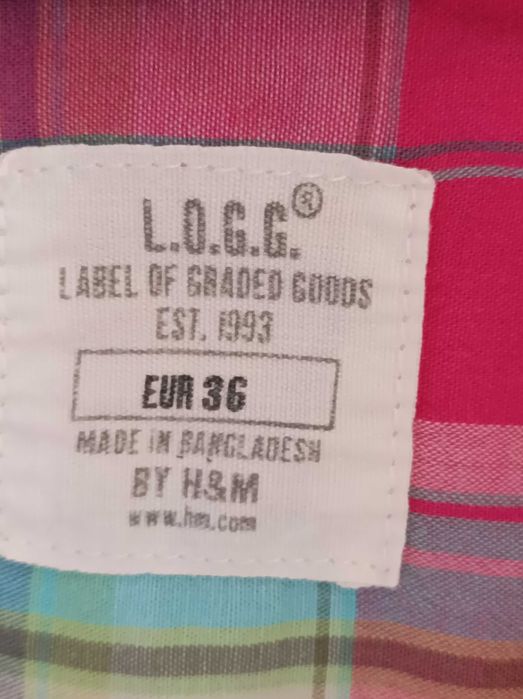 L.O.G.G.®
LABEL OF GRADED GOODS
EST. 1993
EUR 36
MADE IN BANGLADESH
BY H&M
www.hm.com